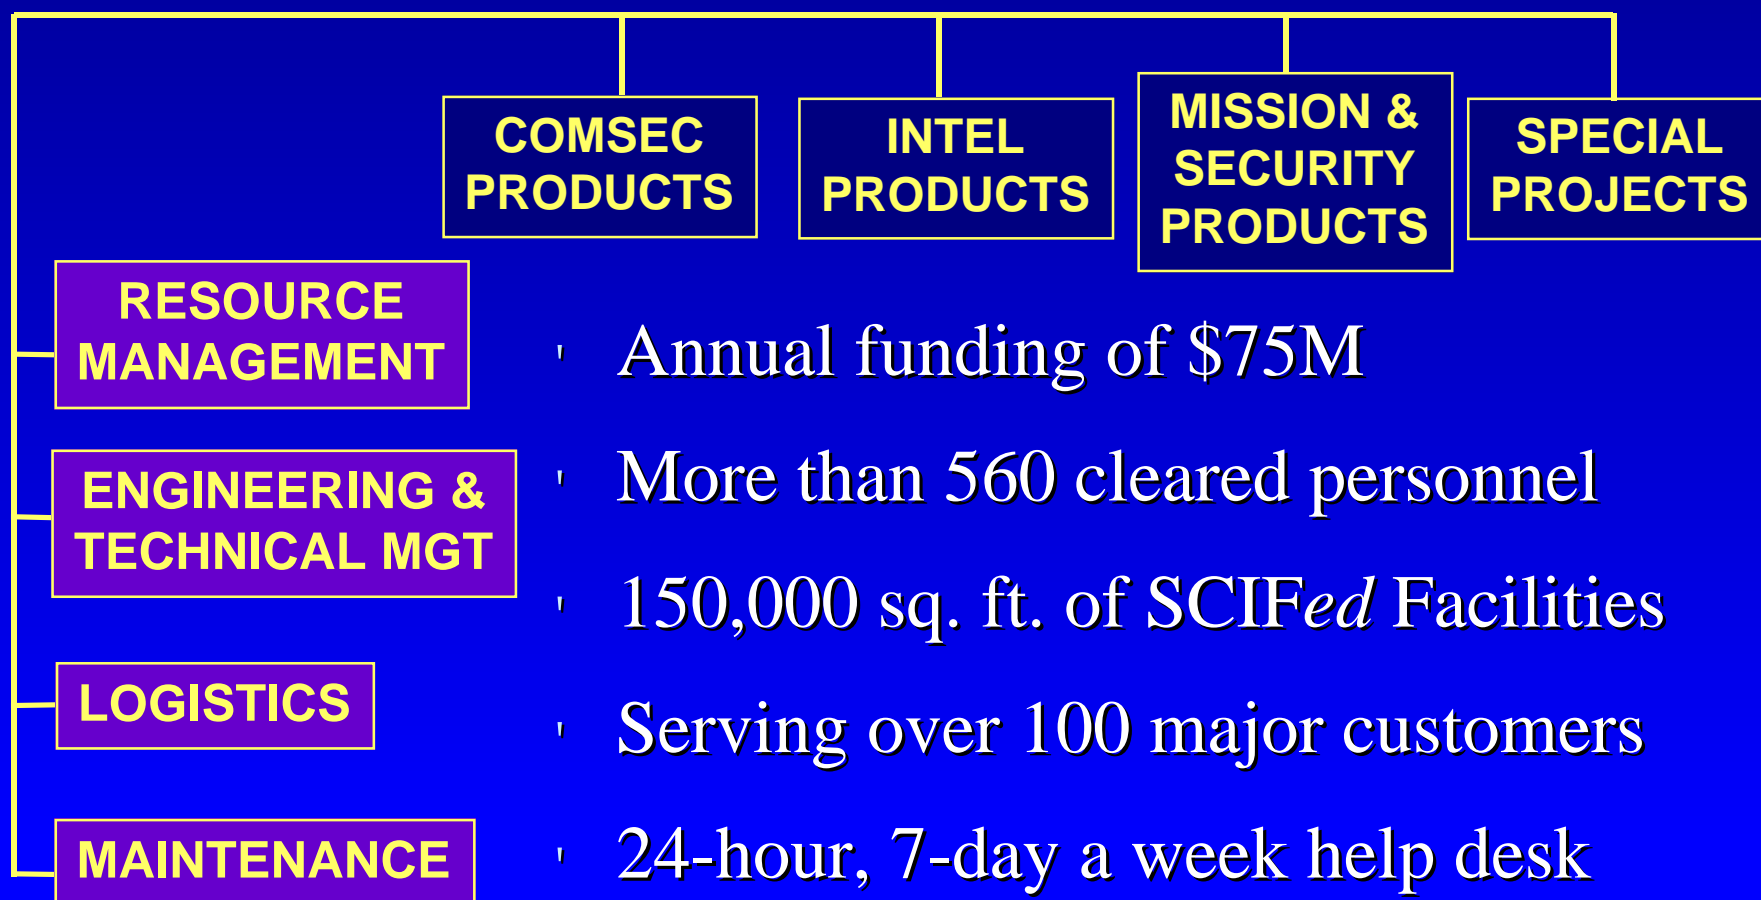 COMSEC
PRODUCTS
INTEL
PRODUCTS
MISSION &
SECURITY
PRODUCTS
SPECIAL
PROJECTS
RESOURCE
MANAGEMENT
ENGINEERING &
TECHNICAL MGT
LOGISTICS
MAINTENANCE
' Annual funding of $75M
' More than 560 cleared personnel
' 150,000 sq. ft. of SCIFed Facilities
' Serving over 100 major customers
' 24-hour, 7-day a week help desk